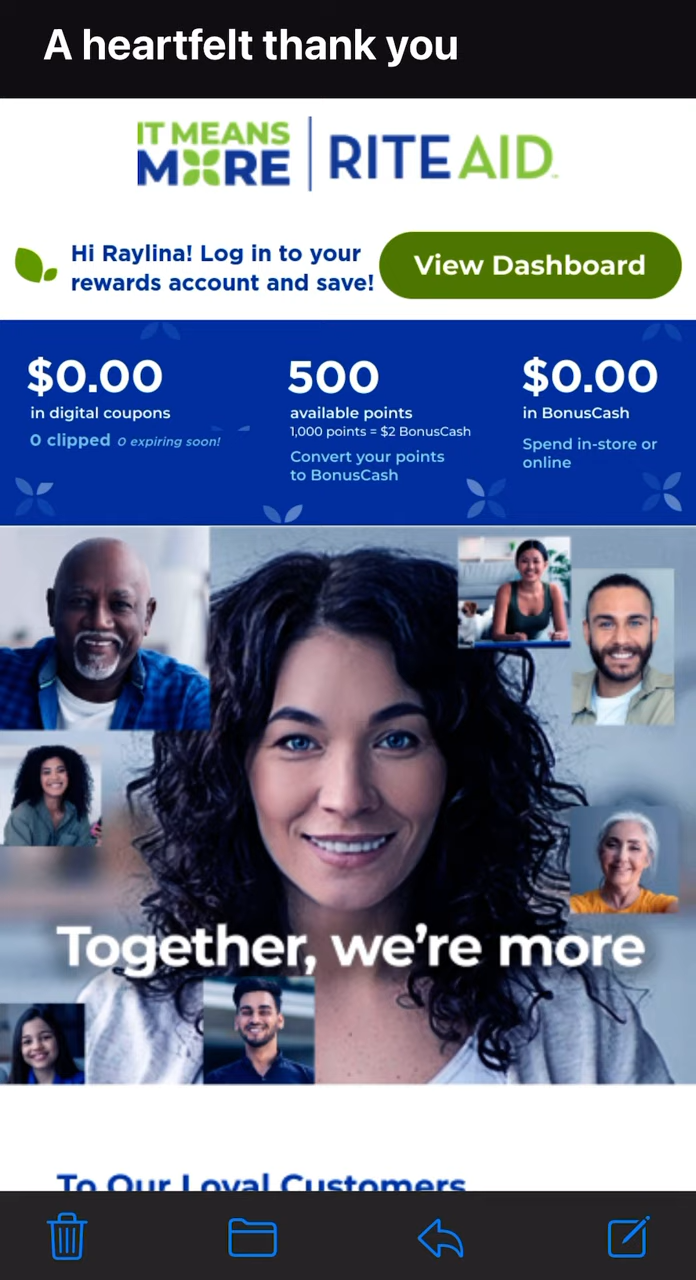 A heartfelt thank you
IT MEANS
MORE
RITE AID
Hi Raylina! Log in to your
rewards account and save!
View Dashboard
$0.00
in digital coupons
0 clipped 0 expiring soon!
500
available points
1,000 points = $2 BonusCash
Convert your points
to BonusCash
$0.00
in BonusCash
Spend in-store or
online
Together, we're more
To Our Loyal Customers